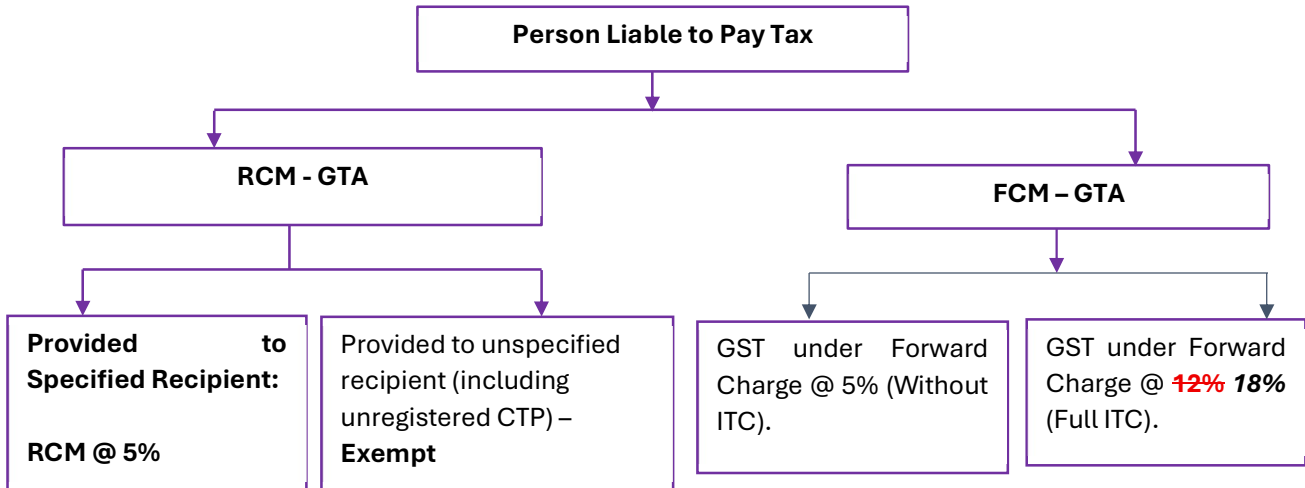 Person Liable to Pay Tax
RCM - GTA
FCM – GTA
Provided to
Specified Recipient:
RCM @ 5%
Provided to unspecified
recipient (including
unregistered CTP) –
Exempt
GST under Forward
Charge @ 5% (Without
ITC).
GST under Forward
Charge @ 12% 18%
(Full ITC).